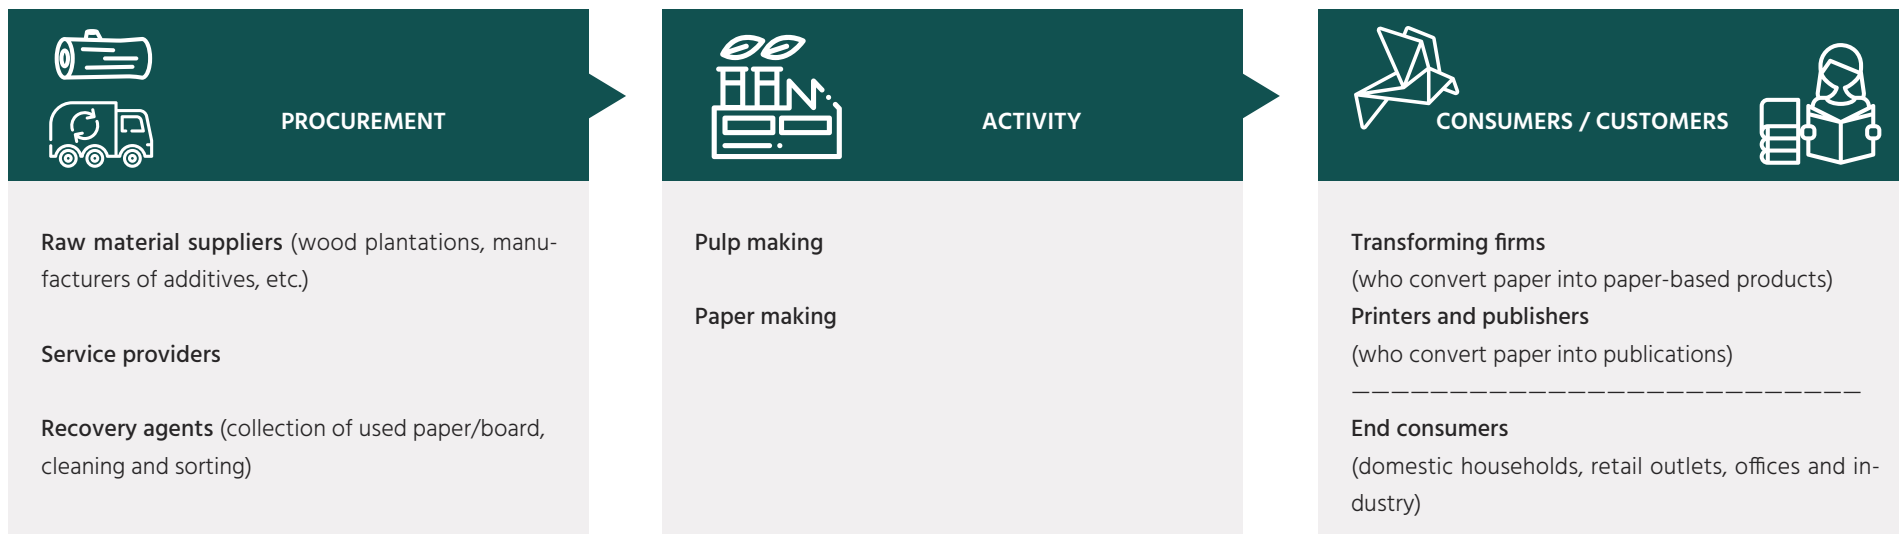 PROCUREMENT
Raw material suppliers (wood plantations, manu-
facturers of additives, etc.)
Service providers
Recovery agents (collection of used paper/board,
cleaning and sorting)
ACTIVITY
Pulp making
Paper making
CONSUMERS / CUSTOMERS
Transforming firms
(who convert paper into paper-based products)
Printers and publishers
(who convert paper into publications)
——————————————————————————
End consumers
(domestic households, retail outlets, offices and in-
dustry)